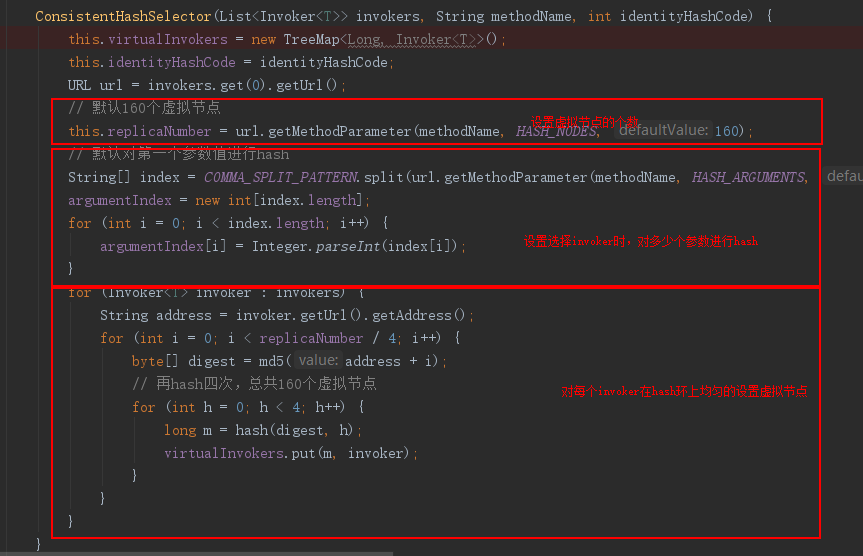 ConsistentHashSelector(List<Invoker<T>> invokers, String methodName, int identityHashCode) {
this.virtualInvokers = new TreeMap<Long, Invoker<T>>();
this.identityHashCode = identityHashCode;
URL url = invokers.get(0).getUrl();
// 默认160个虚拟节点
设置虚拟节点的个数
this.replicaNumber = url.getMethodParameter(methodName, HASH_NODES, defaultValue: 160);
// 默认对第一个参数值进行hash
String[] index = COMMA_SPLIT_PATTERN.split(url.getMethodParameter(methodName, HASH_ARGUMENTS, defau
argumentIndex = new int[index.length];
for (int i = 0; i < index.length; i++) {
argumentIndex[i] = Integer.parseInt(index[i]);
设置选择invoker时，对多少个参数进行hash
}
for (Invoker<T> invoker : invokers) {
String address = invoker.getUrl().getAddress();
for (int i = 0; i < replicaNumber / 4; i++) {
byte[] digest = md5( value: address + i);
// 再hash四次，总共160个虚拟节点
对每个invoker在hash环上均匀的设置虚拟节点
for (int h = 0; h < 4; h++) {
long m = hash(digest, h);
virtualInvokers.put(m, invoker);
}
}
}
}